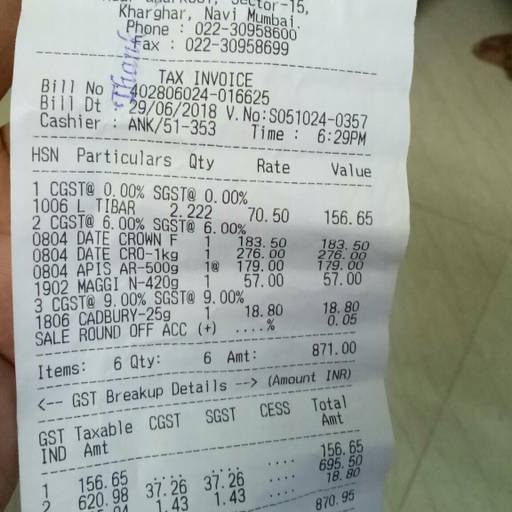 Sector-15,
Kharghar, Navi Mumbai.
Phone : 022-30958600
Fax : 022-30958699
Thank
TAX INVOICE
Bill No : 402806024-016625
Bill Dt : 29/06/2018 V.No:S051024-0357
Cashier : ANK/51-353 Time : 6:29PM
HSN Particulars Qty Rate Value
1 CGST@ 0.00% SGST@ 0.00%
1006 L TIBAR 2.222 70.50 156.65
2 CGST@ 6.00% SGST@ 6.00%
0804 DATE CROWN F 1 183.50 183.50
0804 DATE CRO-1kg 1 276.00 276.00
0804 APIS AR-500g 1@ 179.00 179.00
1902 MAGGI N-420g 1 57.00 57.00
3 CGST@ 9.00% SGST@ 9.00%
1806 CADBURY-25g 1 18.80 18.80
SALE ROUND OFF ACC (+) ....% 0.05
Items: 6 Qty: 6 Amt: 871.00
<-- GST Breakup Details --> (Amount INR)
GST Taxable CGST SGST CESS Total
IND Amt Amt
1 156.65 .... .... .... 156.65
2 620.98 37.26 37.26 .... 695.50
1.43 1.43 .... 18.80
870.95